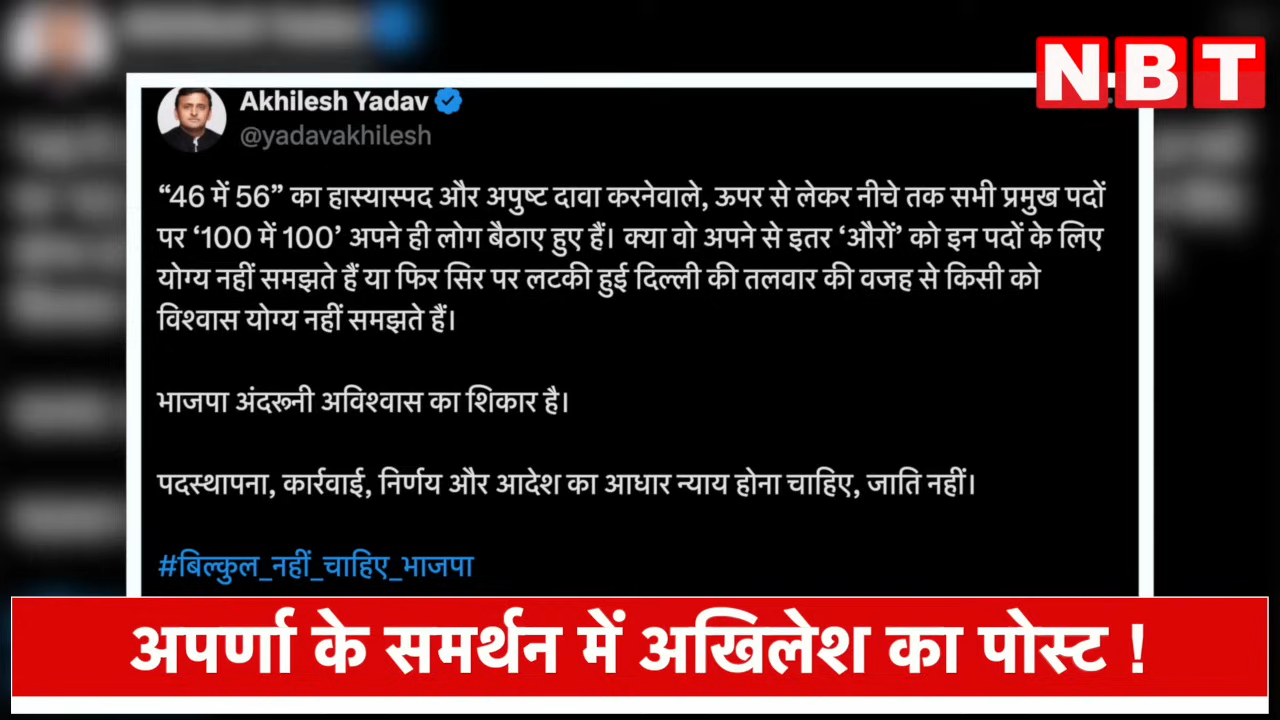 NBT
Akhilesh Yadav
@yadavakhilesh
“46 में 56” का हास्यास्पद और अपुष्ट दावा करनेवाले, ऊपर से लेकर नीचे तक सभी प्रमुख पदों
पर ‘100 में 100’ अपने ही लोग बैठाए हुए हैं। क्या वो अपने से इतर ‘औरों’ को इन पदों के लिए
योग्य नहीं समझते हैं या फिर सिर पर लटकी हुई दिल्ली की तलवार की वजह से किसी को
विश्वास योग्य नहीं समझते हैं।
भाजपा अंदरूनी अविश्वास का शिकार है।
पदस्थापना, कार्रवाई, निर्णय और आदेश का आधार न्याय होना चाहिए, जाति नहीं।
#बिल्कुल_नहीं_चाहिए_भाजपा
अपर्णा के समर्थन में अखिलेश का पोस्ट !